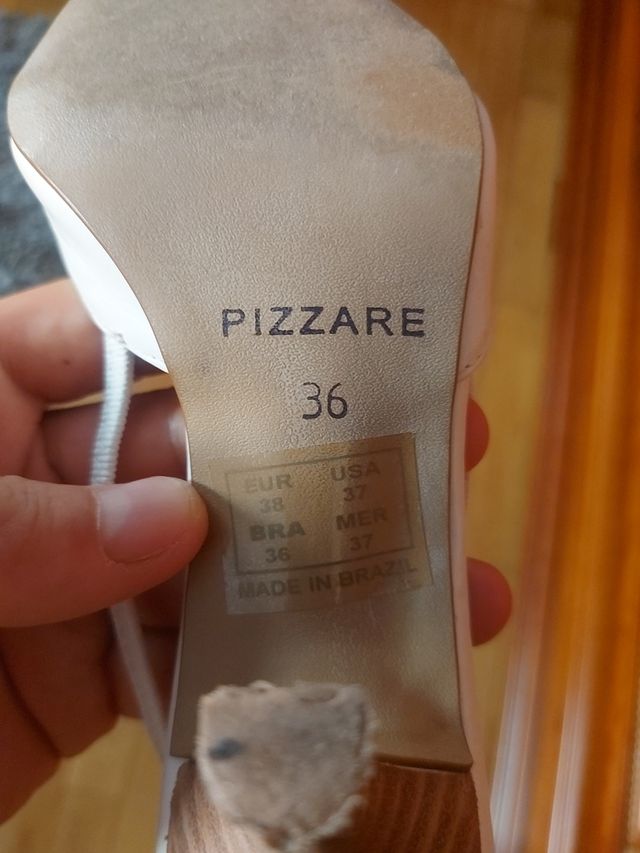 PIZZARE
36
EUR USA
38 37
BRA MER
36 37
MADE IN BRAZIL